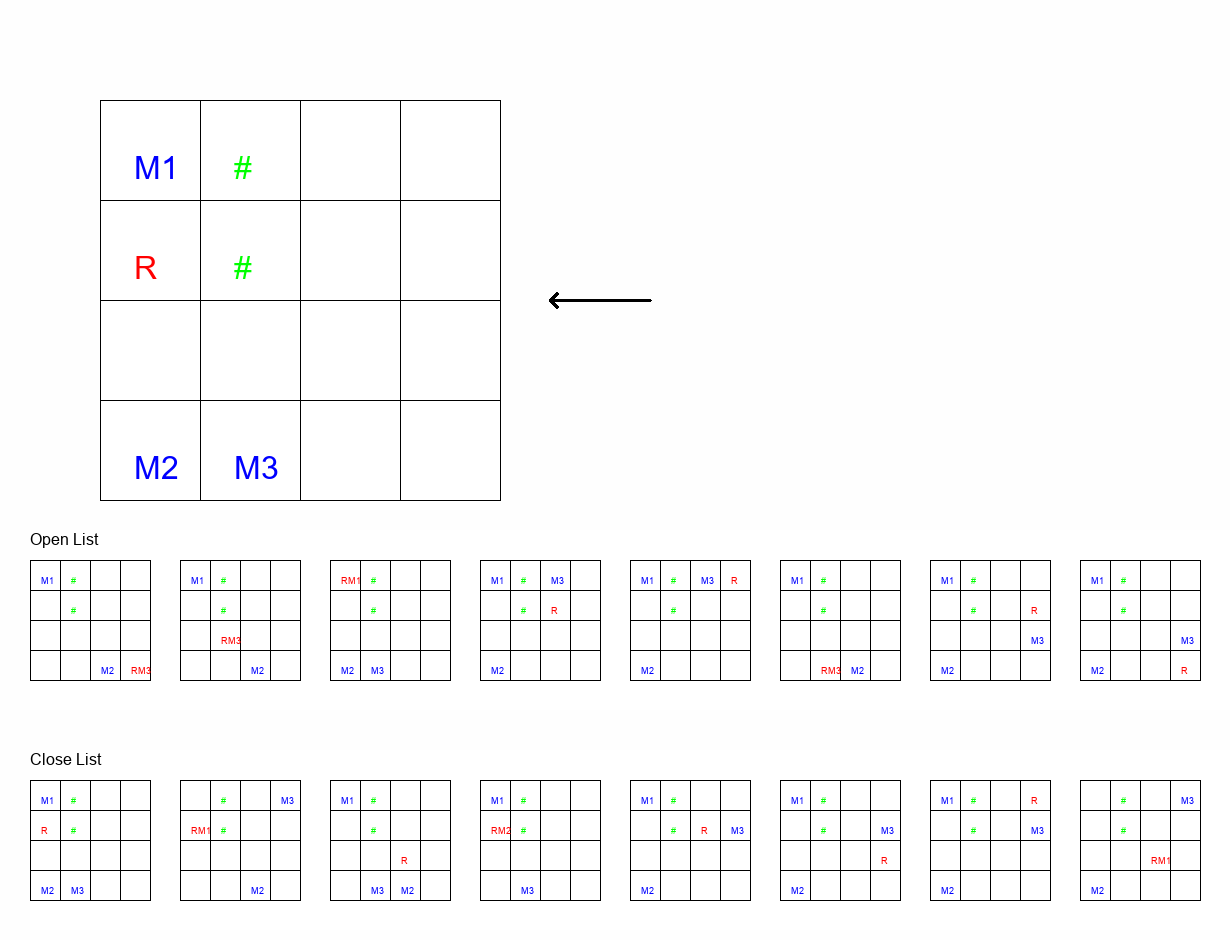 M1 #
R #
M2 M3
Open List
M1 # M1 # RM1 # M1 # M3 M1 # M3 R M1 # M1 # M1 #
# # # # R # # # R #
RM3 M3 M3
M2 RM3 M2 M2 M3 M2 M2 RM3 M2 M2 M2 R
Close List
M1 # # M3 M1 # M1 # M1 # M1 # M1 # R # M3
R # RM1 # # RM2 # # R M3 # M3 # M3 #
R R RM1
M2 M3 M2 M3 M2 M3 M2 M2 M2 M2